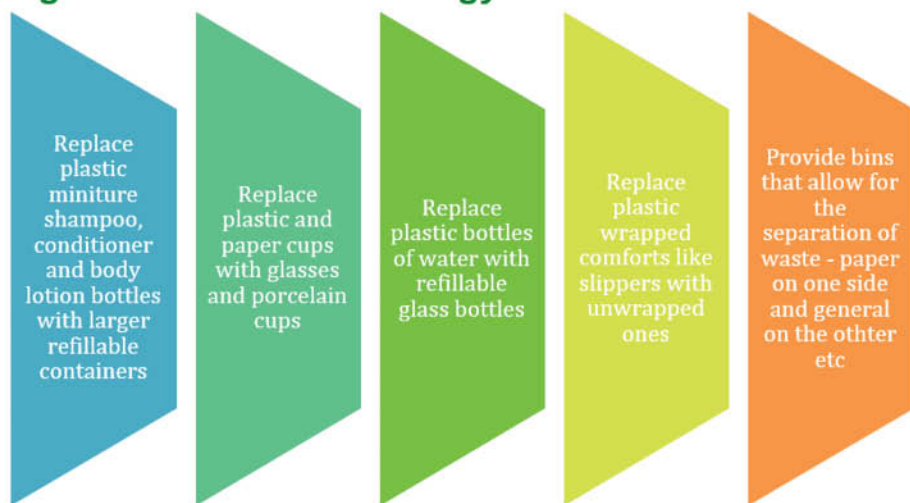 Replace
plastic
miniture
shampoo,
conditioner
and body
lotion bottles
with larger
refillable
containers
Replace
plastic and
paper cups
with glasses
and porcelain
cups
Replace
plastic bottles
of water with
refillable
glass bottles
Replace
plastic
wrapped
comforts like
slippers with
unwrapped
ones
Provide bins
that allow for
the
separation of
waste - paper
on one side
and general
on the othter
etc